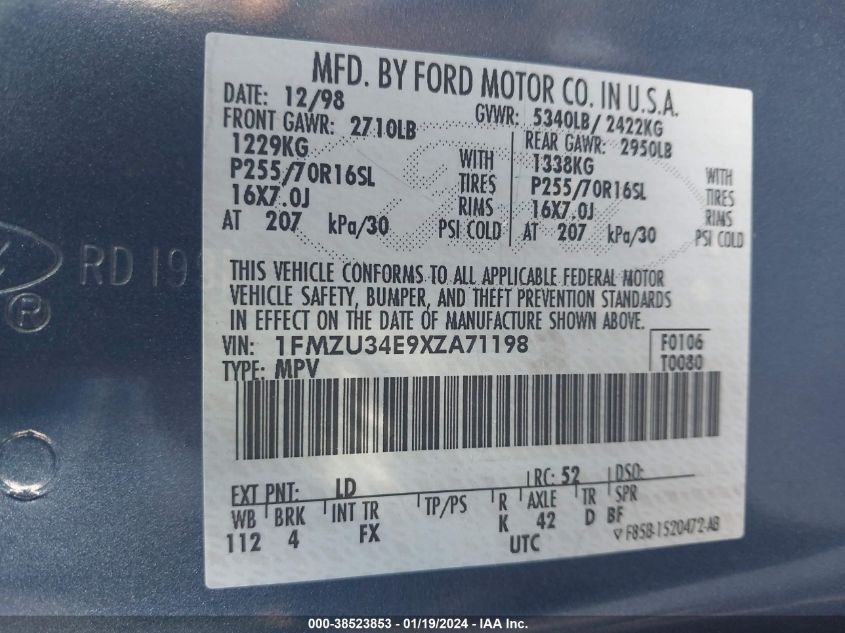 MFD. BY FORD MOTOR CO. IN U.S.A.
DATE: 12/98 GVWR: 5340LB/ 2422KG
FRONT GAWR: 2710LB REAR GAWR: 2950LB
1229KG WITH 1338KG WITH
P255/70R16SL TIRES P255/70R16SL TIRES
16X7.0J RIMS 16X7.0J RIMS
AT 207 kPa/30 PSI COLD AT 207 kPa/30 PSI COLD
THIS VEHICLE CONFORMS TO ALL APPLICABLE FEDERAL MOTOR
VEHICLE SAFETY, BUMPER, AND THEFT PREVENTION STANDARDS
IN EFFECT ON THE DATE OF MANUFACTURE SHOWN ABOVE.
VIN: 1FMZU34E9XZA71198 F0106
TYPE: MPV T0080
EXT PNT: LD RC: 52 DSO:
WB BRK INT TR TP/PS R AXLE TR SPR
112 4 FX K 42 D BF
UTC F85B-1520472-AB
RD
R
000-38523853 / 01/19/2024 - IAA Inc.